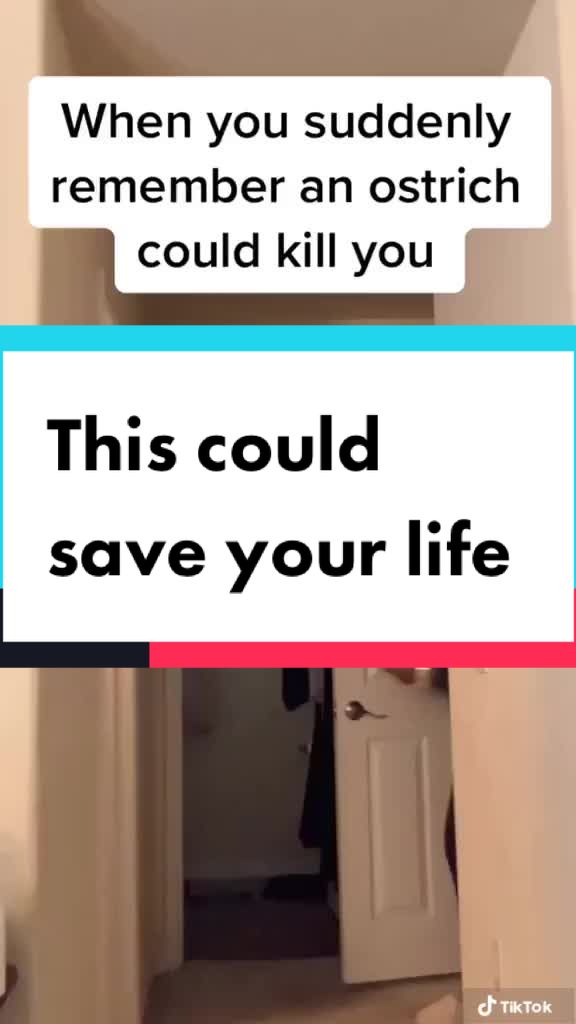 When you suddenly
remember an ostrich
could kill you
This could
save your life
TikTok